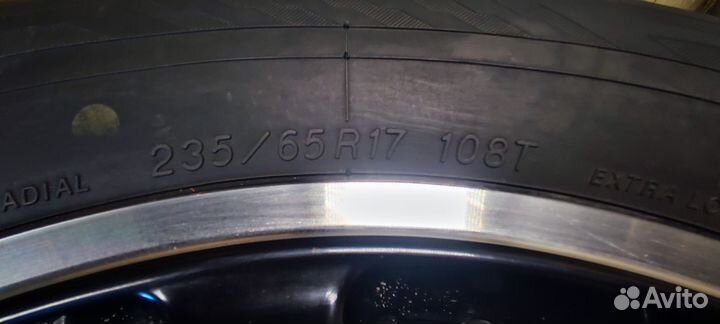 ADIAL 235/65R17 108T EXTRA LO
Avito